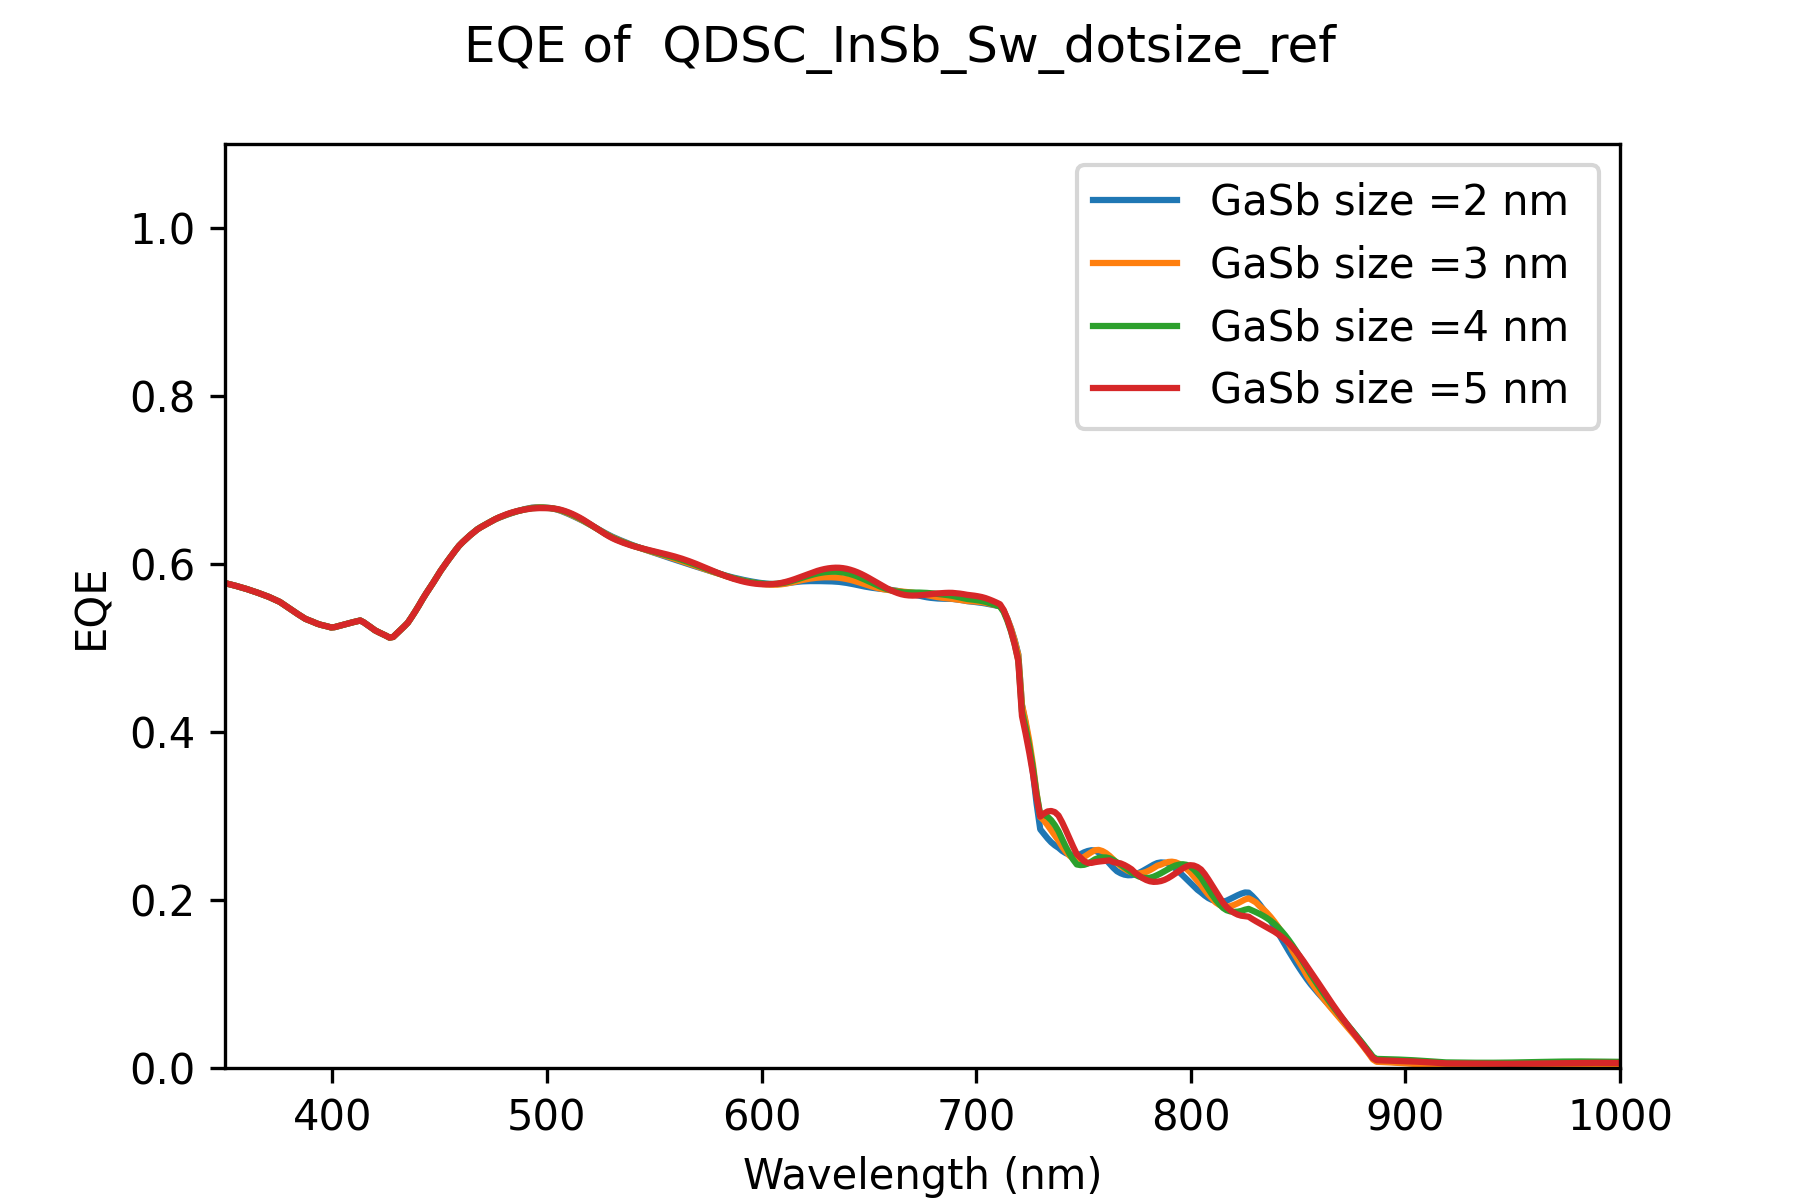 EQE of  QDSC_InSb_Sw_dotsize_ref
GaSb size =2 nm
GaSb size =3 nm
GaSb size =4 nm
GaSb size =5 nm
1.0
0.8
0.6
0.4
0.2
0.0
EQE
400 500 600 700 800 900 1000
Wavelength (nm)